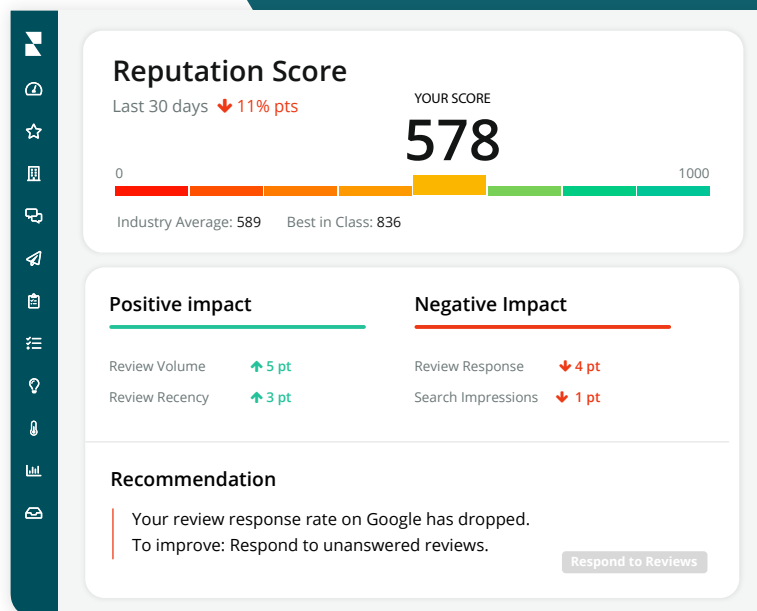 Reputation Score
Last 30 days 11% pts
YOUR SCORE
578
0 1000
Industry Average: 589 Best in Class: 836
Positive impact
Review Volume 5 pt
Review Recency 3 pt
Negative Impact
Review Response 4 pt
Search Impressions 1 pt
Recommendation
Your review response rate on Google has dropped.
To improve: Respond to unanswered reviews.
Respond to Reviews